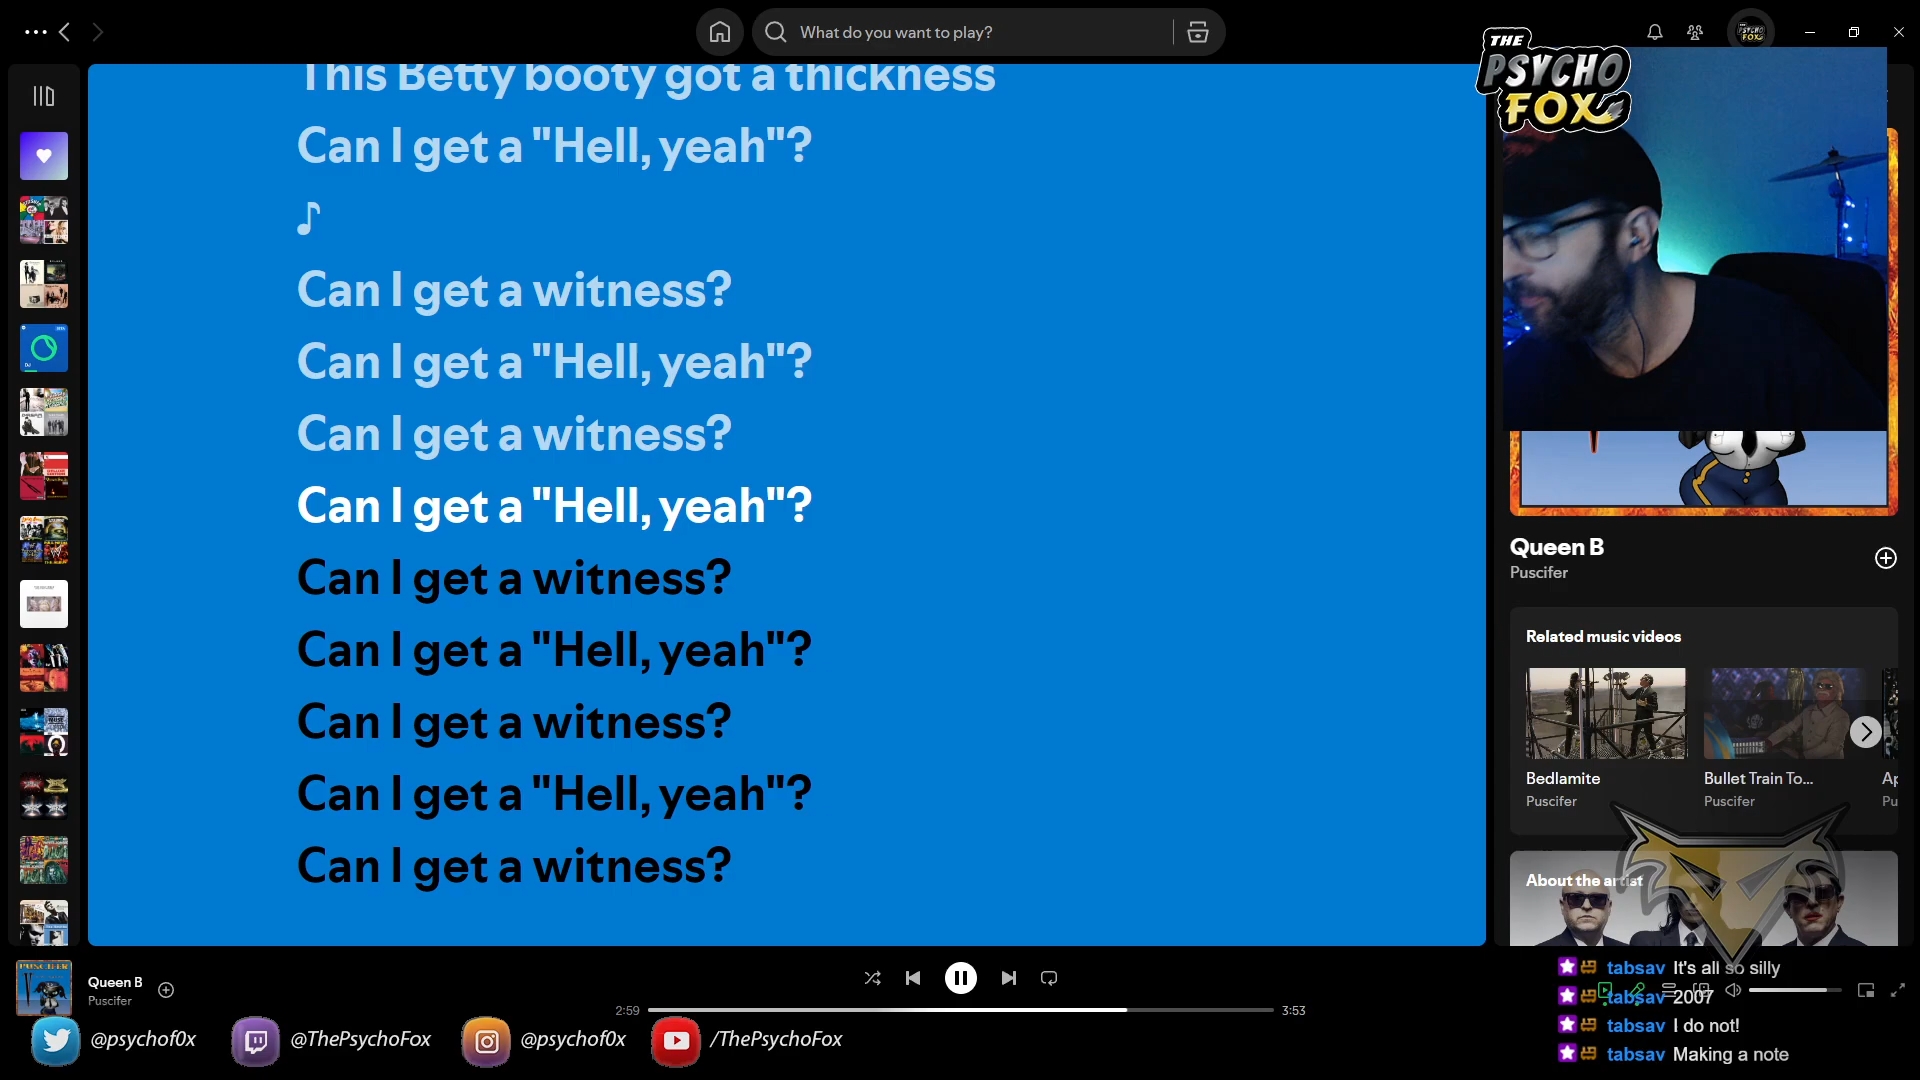 What do you want to play?
THE
PSYCHO
FOX
This Betty booty got a thickness
Can I get a "Hell, yeah"?
♪
Can I get a witness?
Can I get a "Hell, yeah"?
Can I get a witness?
Can I get a "Hell, yeah"?
Can I get a witness?
Can I get a "Hell, yeah"?
Can I get a witness?
Can I get a "Hell, yeah"?
Can I get a witness?
Queen B
Puscifer
Related music videos
Bedlamite
Puscifer
Bullet Train To...
Puscifer
Ap
Pu
About the artist
PUSCIFER
Queen B
Puscifer
2:59
3:53
tabsav It's all so silly
tabsav 2007
tabsav I do not!
tabsav Making a note
@psychof0x
@ThePsychoFox
@psychof0x
/ThePsychoFox